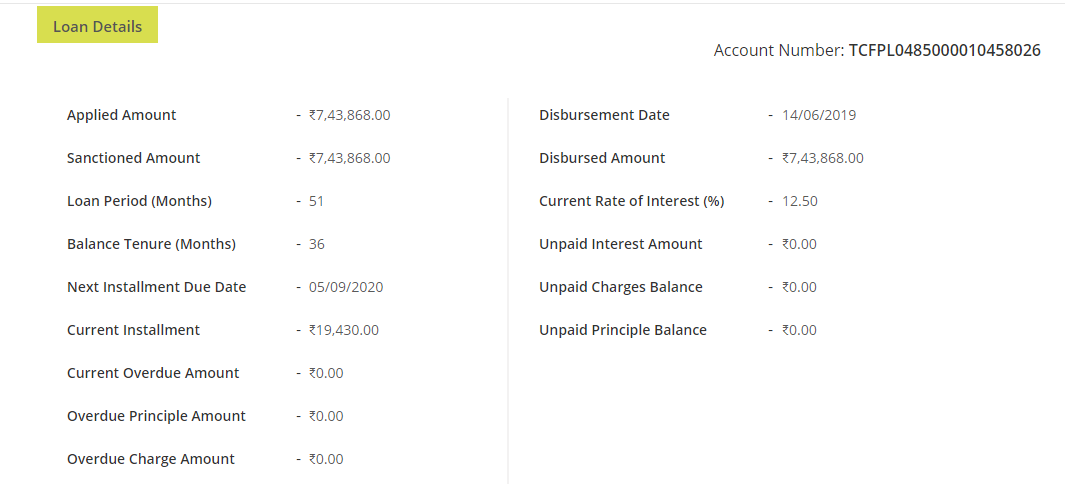 Loan Details
Account Number: TCFPL0485000010458026
Applied Amount - ₹7,43,868.00
Sanctioned Amount - ₹7,43,868.00
Loan Period (Months) - 51
Balance Tenure (Months) - 36
Next Installment Due Date - 05/09/2020
Current Installment - ₹19,430.00
Current Overdue Amount - ₹0.00
Overdue Principle Amount - ₹0.00
Overdue Charge Amount - ₹0.00
Disbursement Date - 14/06/2019
Disbursed Amount - ₹7,43,868.00
Current Rate of Interest (%) - 12.50
Unpaid Interest Amount - ₹0.00
Unpaid Charges Balance - ₹0.00
Unpaid Principle Balance - ₹0.00